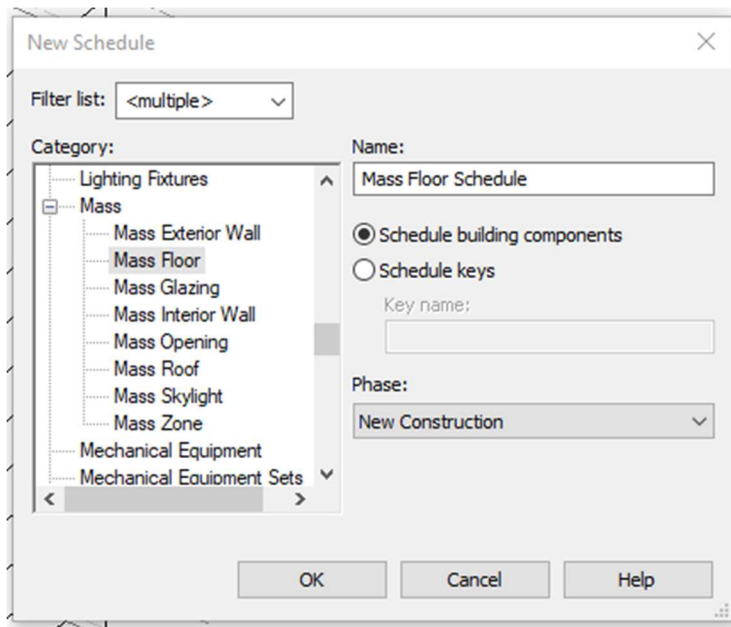 New Schedule
Filter list: <multiple>
Category:
Lighting Fixtures
Mass
Mass Exterior Wall
Mass Floor
Mass Glazing
Mass Interior Wall
Mass Opening
Mass Roof
Mass Skylight
Mass Zone
Mechanical Equipment
Mechanical Equipment Sets
Name:
Mass Floor Schedule
Schedule building components
Schedule keys
Key name:
Phase:
New Construction
OK Cancel Help